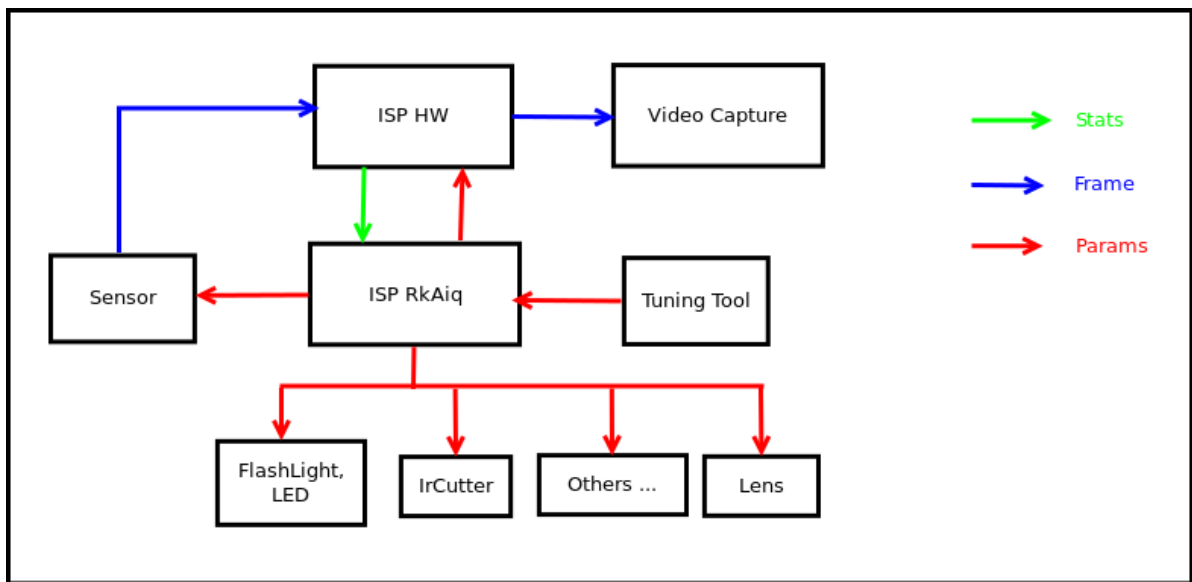 ISP HW
Video Capture
Stats
Frame
Params
Sensor
ISP RkAiq
Tuning Tool
FlashLight,
LED
IrCutter
Others ...
Lens